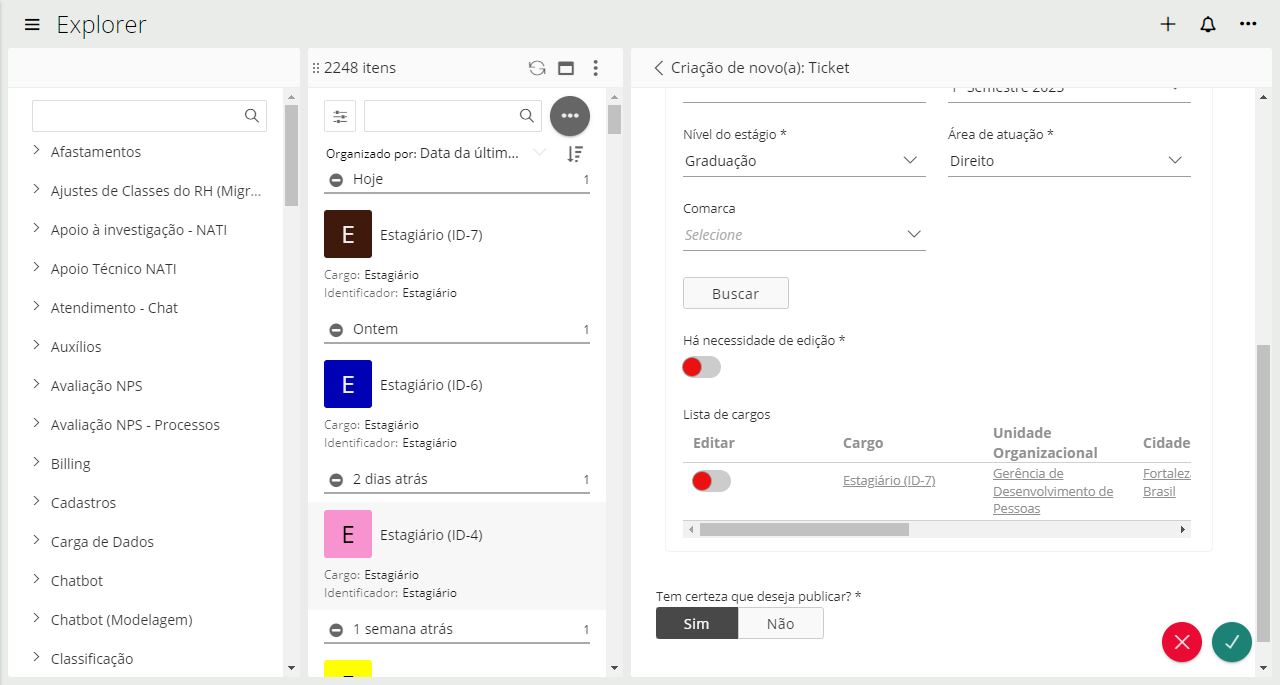 Explorer
2248 itens
Criação de novo(a): Ticket
Afastamentos
Ajustes de Classes do RH (Migr...
Apoio à investigação - NATI
Apoio Técnico NATI
Atendimento - Chat
Auxílios
Avaliação NPS
Avaliação NPS - Processos
Billing
Cadastros
Carga de Dados
Chatbot
Chatbot (Modelagem)
Classificação
Organizado por: Data da últim...
Hoje 1
E Estagiário (ID-7)
Cargo: Estagiário
Identificador: Estagiário
Ontem 1
E Estagiário (ID-6)
Cargo: Estagiário
Identificador: Estagiário
2 dias atrás 1
E Estagiário (ID-4)
Cargo: Estagiário
Identificador: Estagiário
1 semana atrás 1
1º Semestre 2025
Nível do estágio * Área de atuação *
Graduação Direito
Comarca
Selecione
Buscar
Há necessidade de edição *
Lista de cargos
Editar Cargo Unidade Organizacional Cidade
Estagiário (ID-7) Gerência de Fortalez
Desenvolvimento de Brasil
Pessoas
Tem certeza que deseja publicar? *
Sim Não